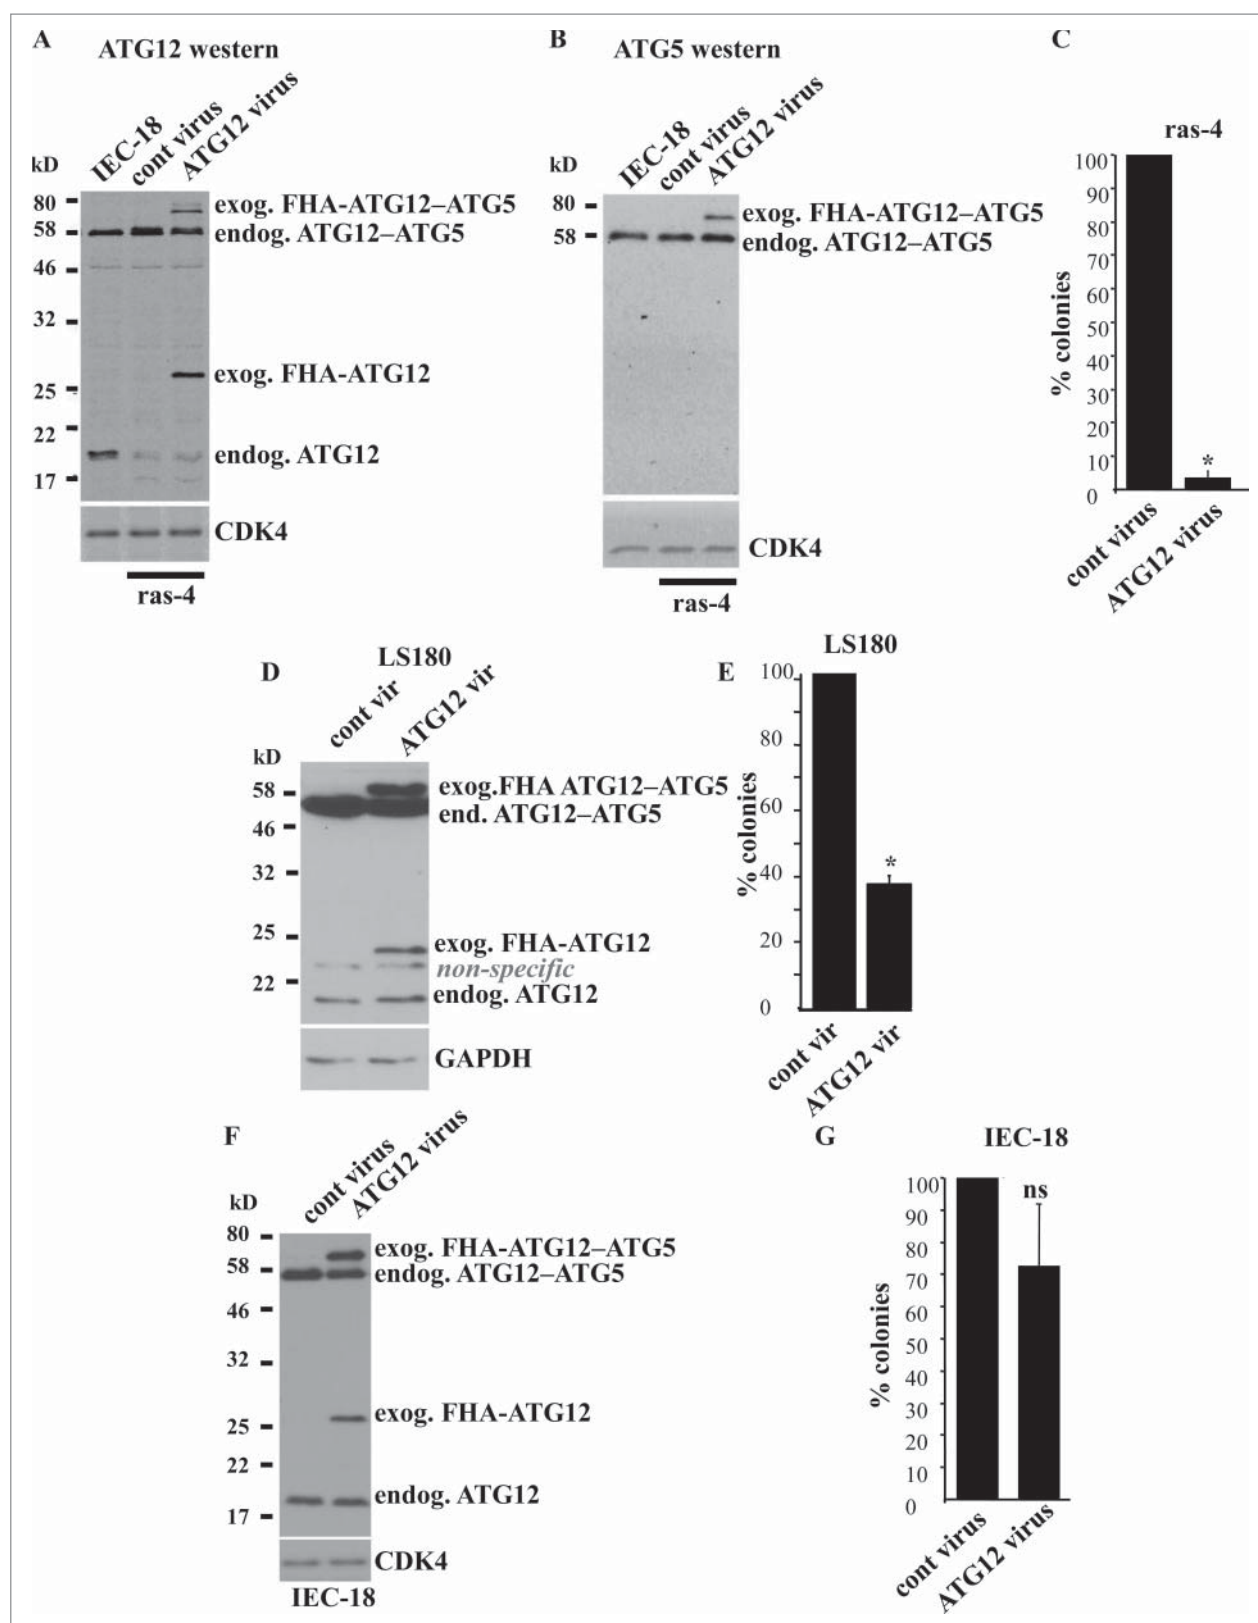 A
ATG12 western
IEC-18
cont virus
ATG12 virus
kD
80
58
46
32
25
22
17
exog. FHA-ATG12–ATG5
endog. ATG12–ATG5
exog. FHA-ATG12
endog. ATG12
CDK4
ras-4
B
ATG5 western
IEC-18
cont virus
ATG12 virus
kD
80
58
exog. FHA-ATG12–ATG5
endog. ATG12–ATG5
CDK4
ras-4
C
ras-4
% colonies
100
90
80
70
60
50
40
30
20
10
0
*
cont virus
ATG12 virus
D
LS180
cont vir
ATG12 vir
kD
58
46
32
25
22
exog.FHA ATG12–ATG5
end. ATG12–ATG5
exog. FHA-ATG12
non-specific
endog. ATG12
GAPDH
E
LS180
% colonies
100
80
60
40
20
0
*
cont vir
ATG12 vir
F
cont virus
ATG12 virus
kD
80
58
46
32
25
22
17
exog. FHA-ATG12–ATG5
endog. ATG12–ATG5
exog. FHA-ATG12
endog. ATG12
CDK4
IEC-18
G
IEC-18
% colonies
100
90
80
70
60
50
40
30
20
10
0
ns
cont virus
ATG12 virus